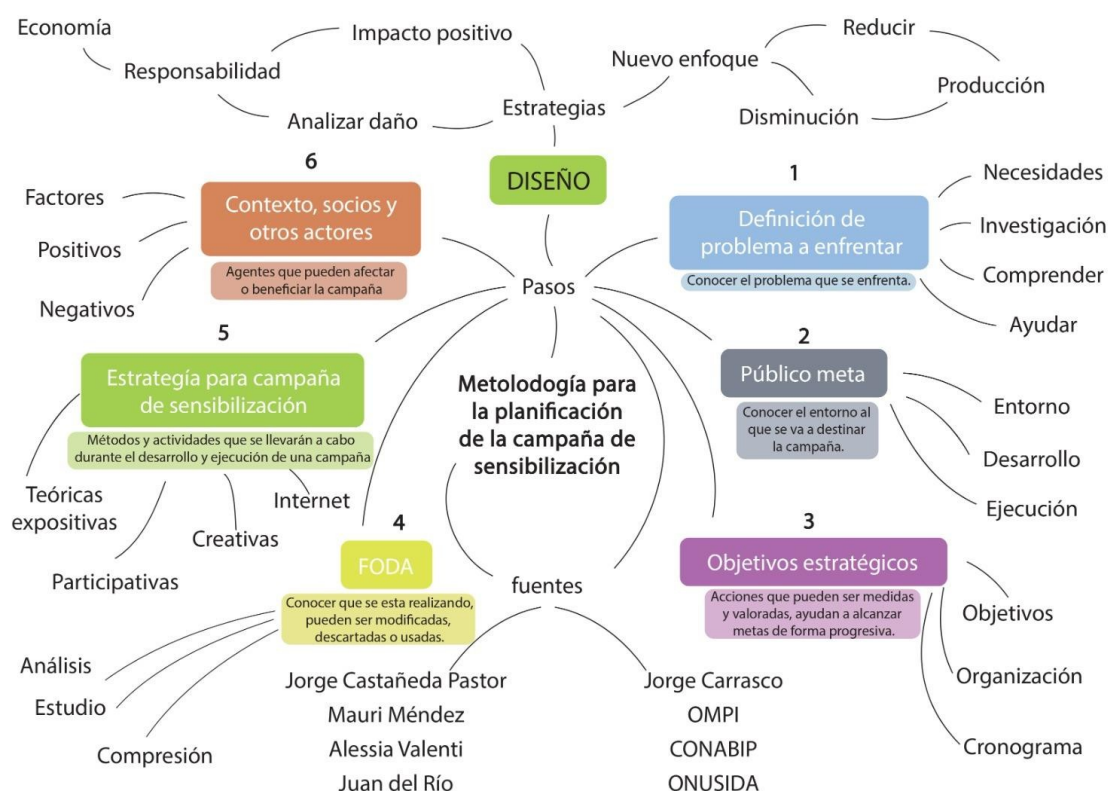 Economía
Responsabilidad
Impacto positivo
Analizar daño
Estrategias
Nuevo enfoque
Reducir
Producción
Disminución
DISEÑO
Pasos
1
Definición de
problema a enfrentar
Conocer el problema que se enfrenta.
Necesidades
Investigación
Comprender
Ayudar
2
Público meta
Conocer el entorno al
que se va a destinar
la campaña.
Entorno
Desarrollo
Ejecución
3
Objetivos estratégicos
Acciones que pueden ser medidas
y valoradas, ayudan a alcanzar
metas de forma progresiva.
Objetivos
Organización
Cronograma
4
FODA
Conocer que se esta realizando,
pueden ser modificadas,
descartadas o usadas.
Análisis
Estudio
Compresión
5
Estrategía para campaña
de sensibilización
Métodos y actividades que se llevarán a cabo
durante el desarrollo y ejecución de una campaña
Teóricas
expositivas
Participativas
Creativas
Internet
6
Contexto, socios y
otros actores
Agentes que pueden afectar
o beneficiar la campaña
Factores
Positivos
Negativos
Metolodogía para
la planificación
de la campaña de
sensibilización
fuentes
Jorge Castañeda Pastor
Mauri Méndez
Alessia Valenti
Juan del Río
Jorge Carrasco
OMPI
CONABIP
ONUSIDA